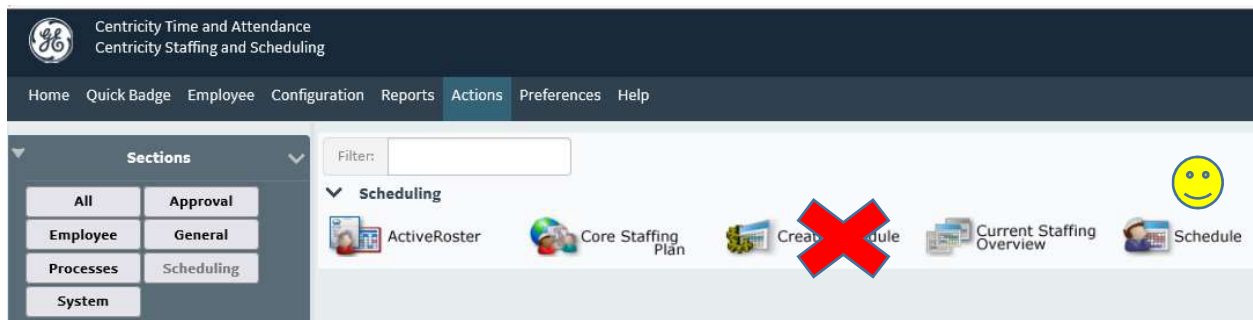 Centricity Time and Attendance
Centricity Staffing and Scheduling
Home Quick Badge Employee Configuration Reports Actions Preferences Help
Sections
Filter:
All Approval
Employee General
Processes Scheduling
System
Scheduling
ActiveRoster
Core Staffing
Plan
Current Staffing
Overview
Schedule